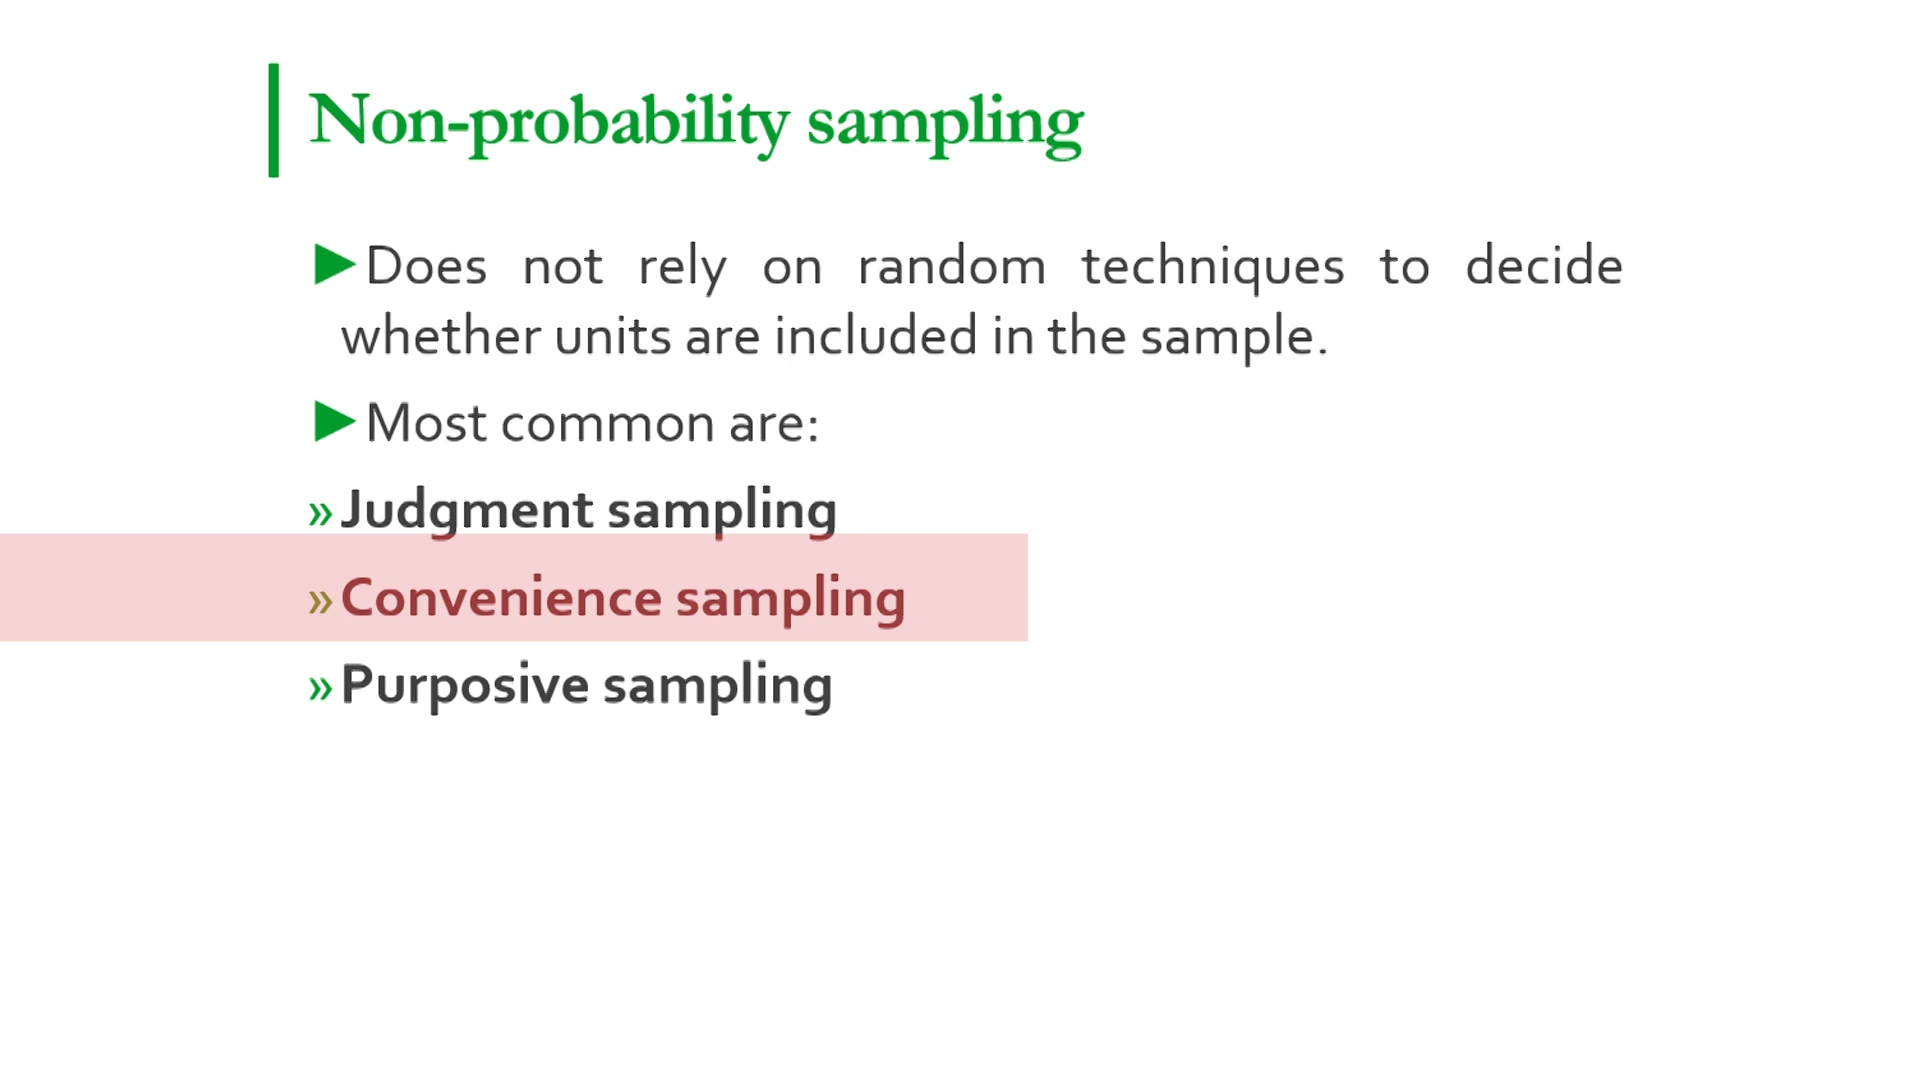 Non-probability sampling
►Does not rely on random techniques to decide
whether units are included in the sample.
►Most common are:
» Judgment sampling
» Convenience sampling
» Purposive sampling